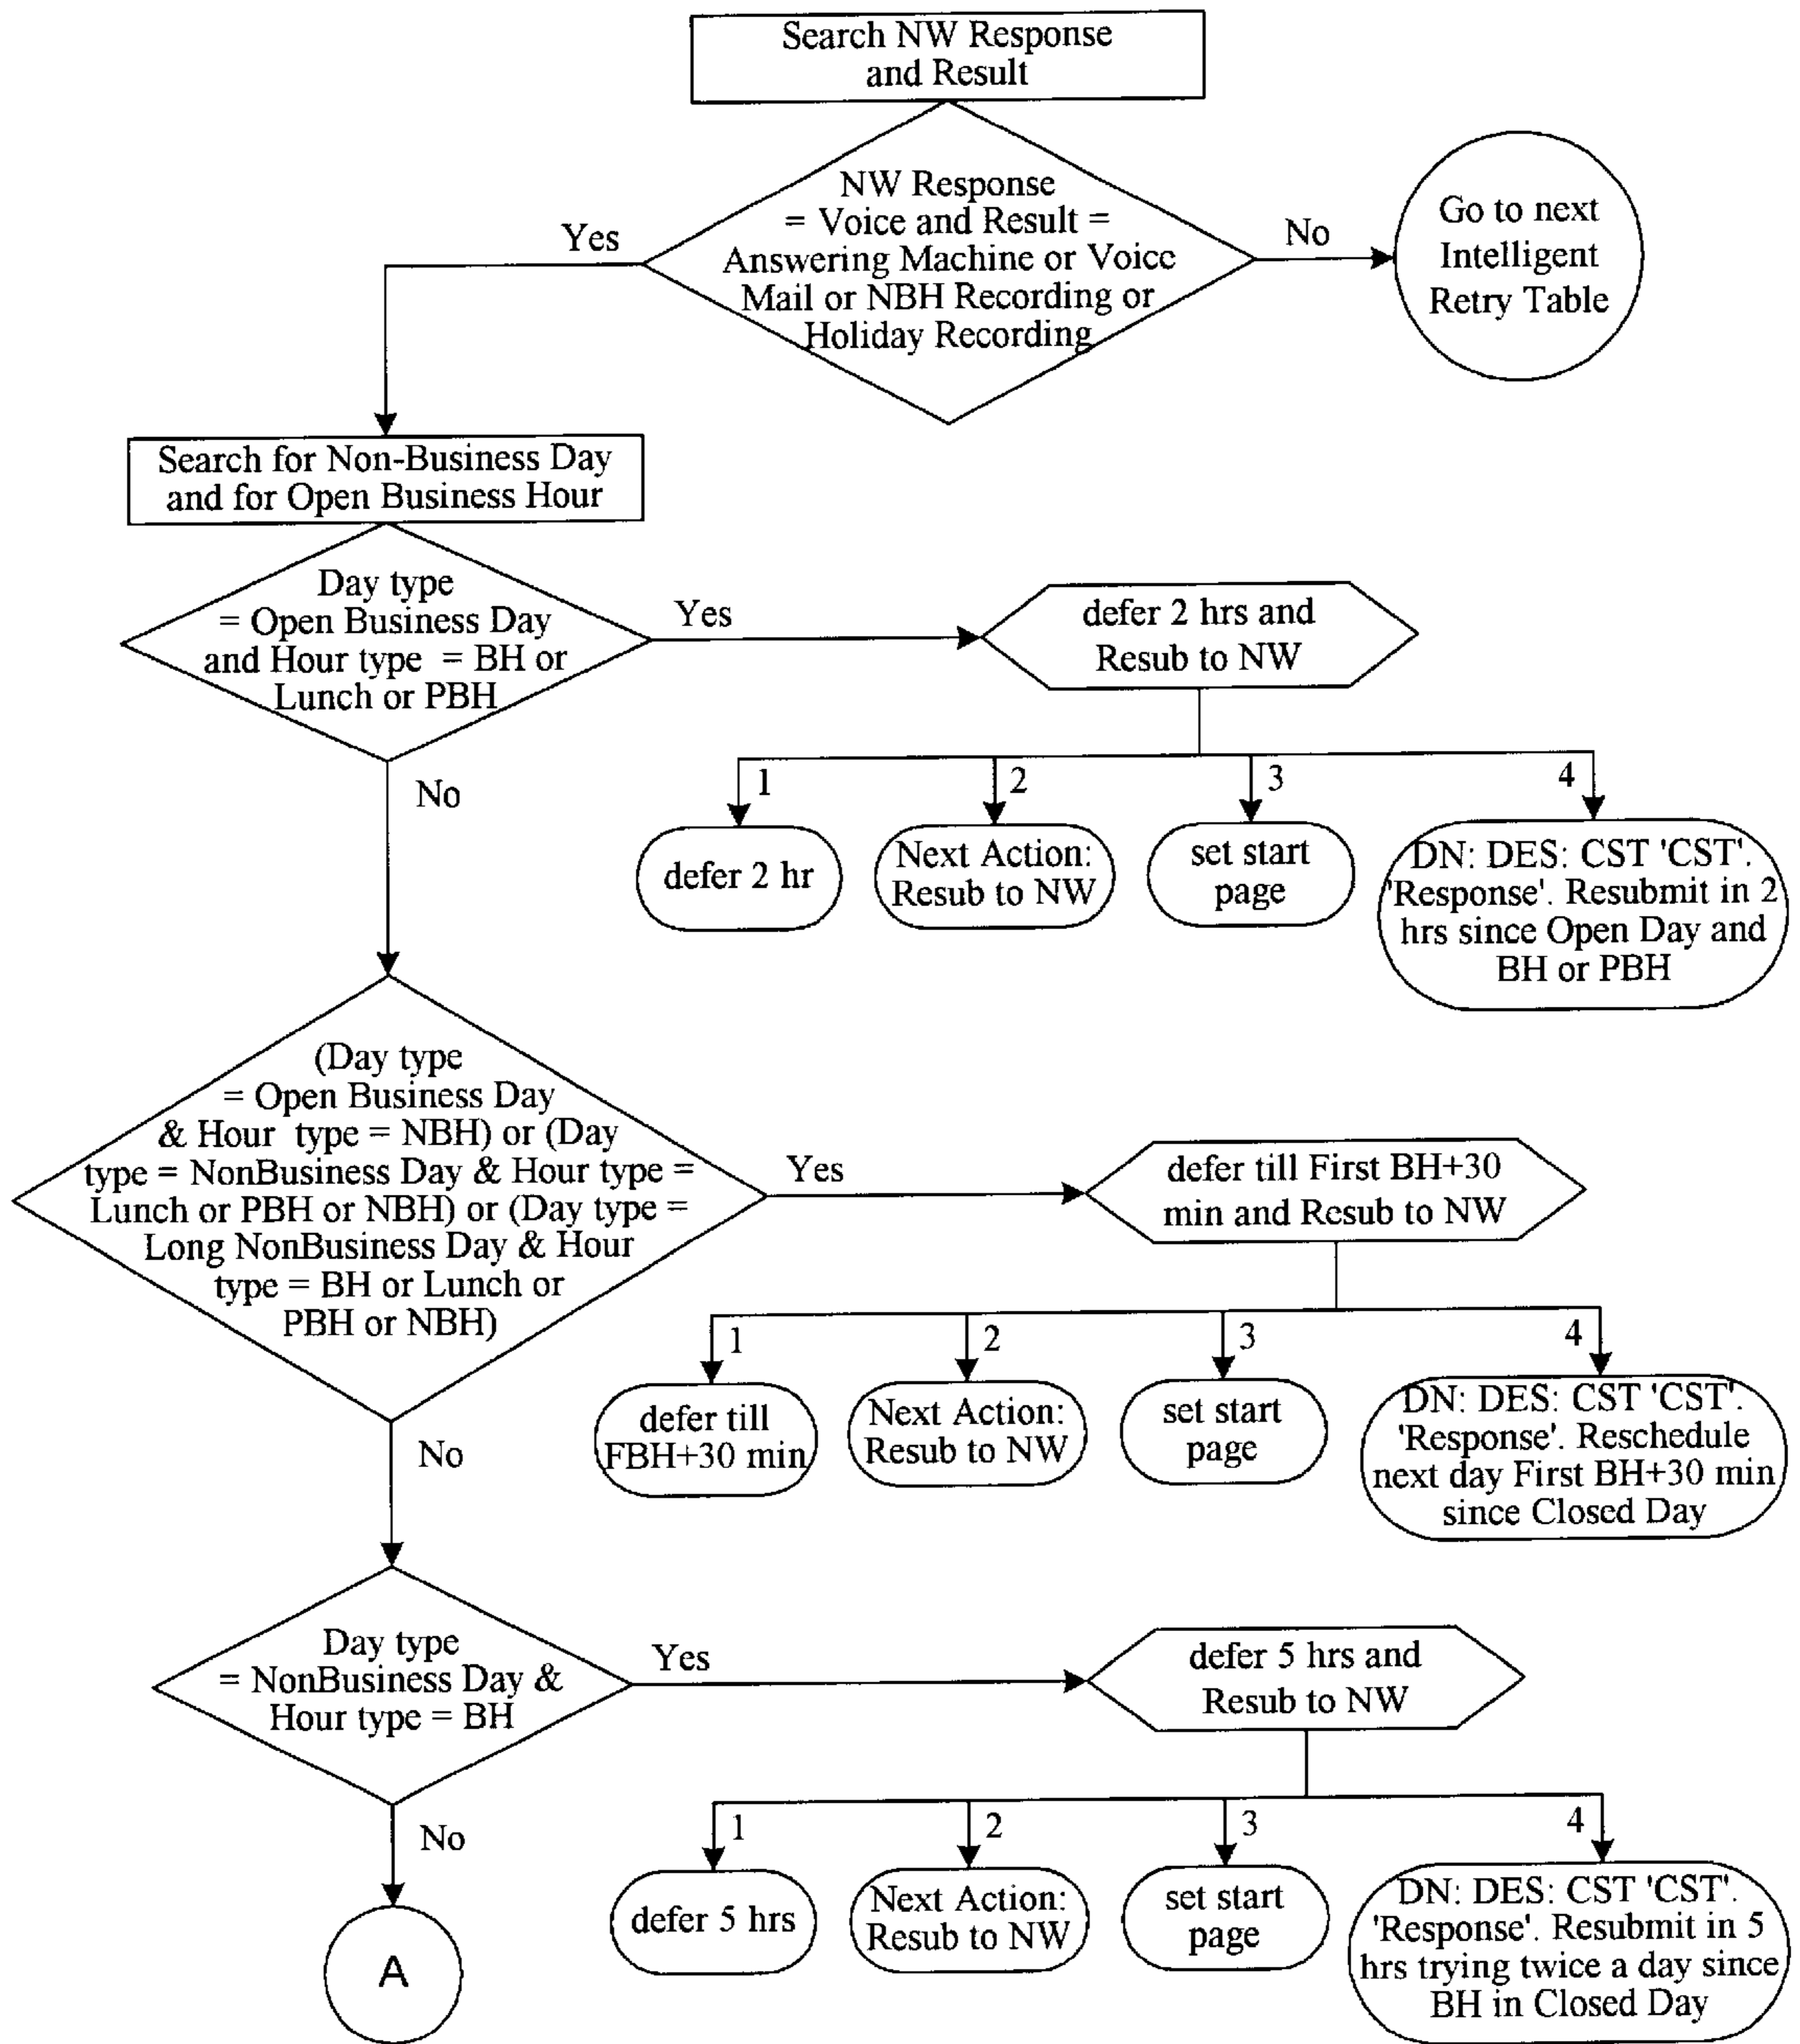 Search NW Response
and Result
NW Response
= Voice and Result =
Answering Machine or Voice
Mail or NBH Recording or
Holiday Recording
Yes
No
Go to next
Intelligent
Retry Table
Search for Non-Business Day
and for Open Business Hour
Day type
= Open Business Day
and Hour type = BH or
Lunch or PBH
Yes
defer 2 hrs and
Resub to NW
No
1
2
3
4
defer 2 hr
Next Action:
Resub to NW
set start
page
DN: DES: CST 'CST'.
'Response'. Resubmit in 2
hrs since Open Day and
BH or PBH
(Day type
= Open Business Day
& Hour type = NBH) or (Day
type = NonBusiness Day & Hour type =
Lunch or PBH or NBH) or (Day type =
Long NonBusiness Day & Hour
type = BH or Lunch or
PBH or NBH)
Yes
defer till First BH+30
min and Resub to NW
No
1
2
3
4
defer till
FBH+30 min
Next Action:
Resub to NW
set start
page
DN: DES: CST 'CST'.
'Response'. Reschedule
next day First BH+30 min
since Closed Day
Day type
= NonBusiness Day &
Hour type = BH
Yes
defer 5 hrs and
Resub to NW
No
1
2
3
4
defer 5 hrs
Next Action:
Resub to NW
set start
page
DN: DES: CST 'CST'.
'Response'. Resubmit in 5
hrs trying twice a day since
BH in Closed Day
A